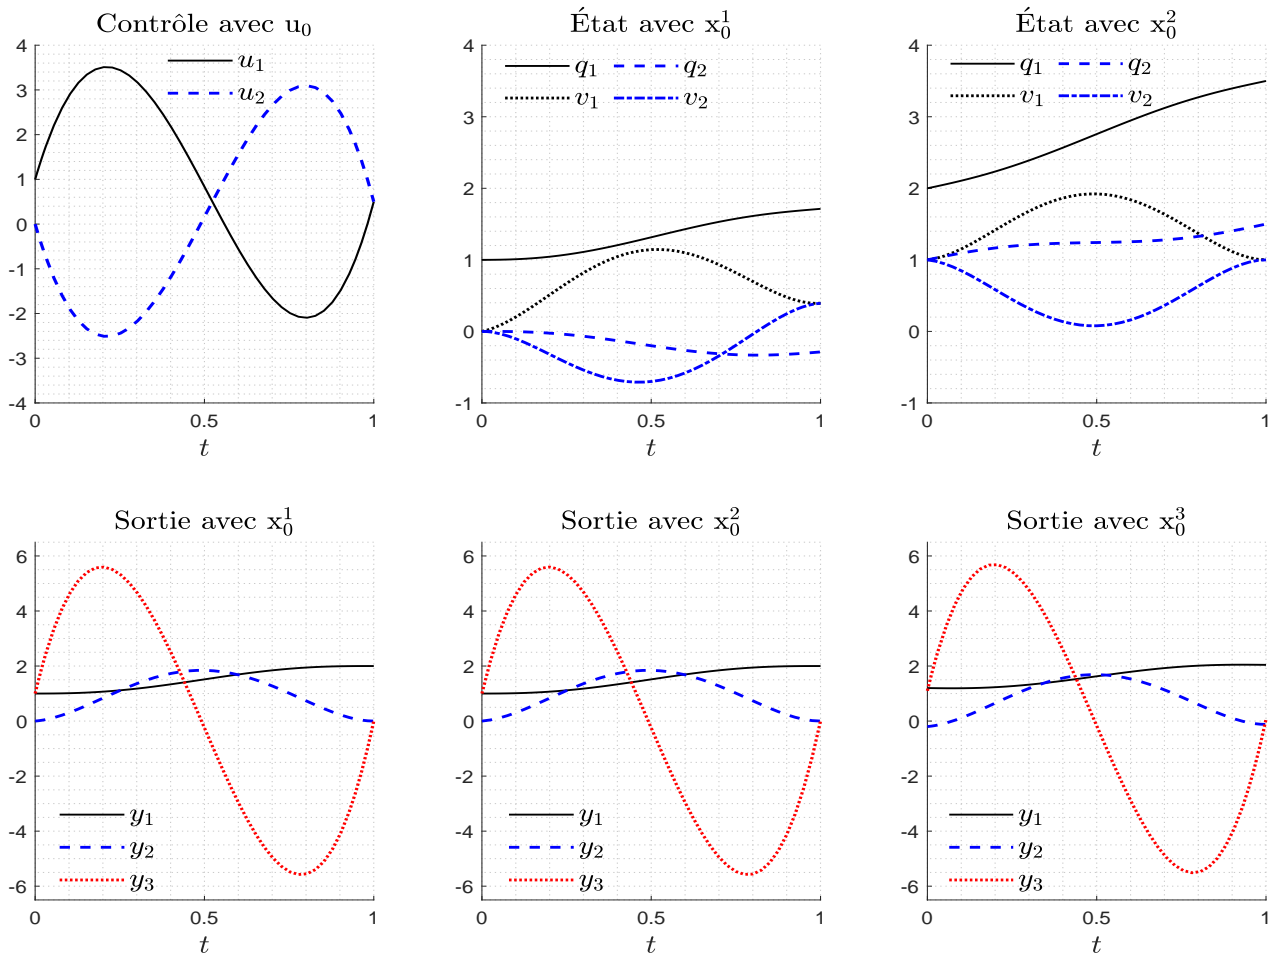 Contrôle avec u₀
u₁
u₂
4
3
2
1
0
-1
-2
-3
-4
0 0.5 1
t
État avec x₀¹
q₁ q₂
v₁ v₂
4
3
2
1
0
-1
0 0.5 1
t
État avec x₀²
q₁ q₂
v₁ v₂
4
3
2
1
0
-1
0 0.5 1
t
Sortie avec x₀¹
6
4
2
0
-2
-4
-6
y₁
y₂
y₃
0 0.5 1
t
Sortie avec x₀²
6
4
2
0
-2
-4
-6
y₁
y₂
y₃
0 0.5 1
t
Sortie avec x₀³
6
4
2
0
-2
-4
-6
y₁
y₂
y₃
0 0.5 1
t